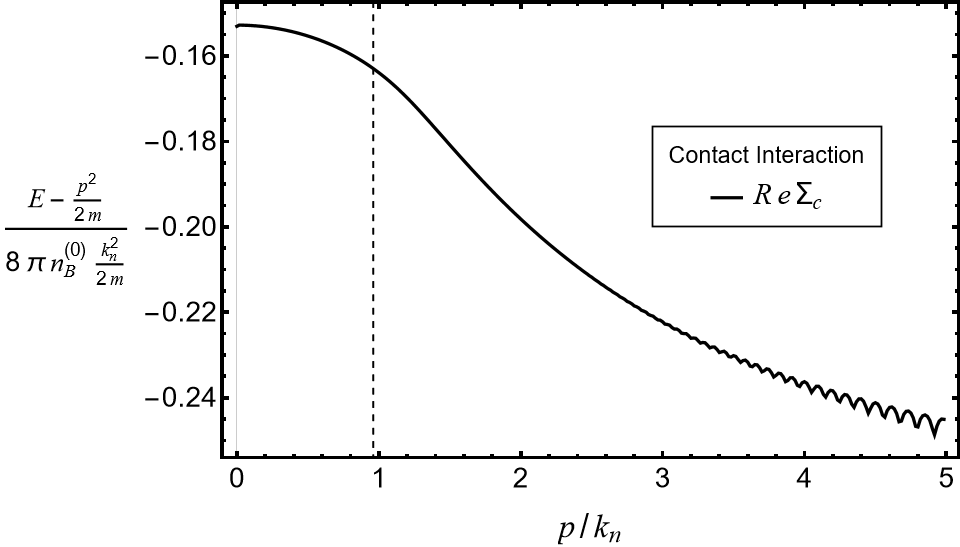 −0.16
−0.18
−0.20
−0.22
−0.24
E − p²/2m
8 π n_B^(0) k_n²/2m
Contact Interaction
Re Σ_c
0 1 2 3 4 5
p / k_n